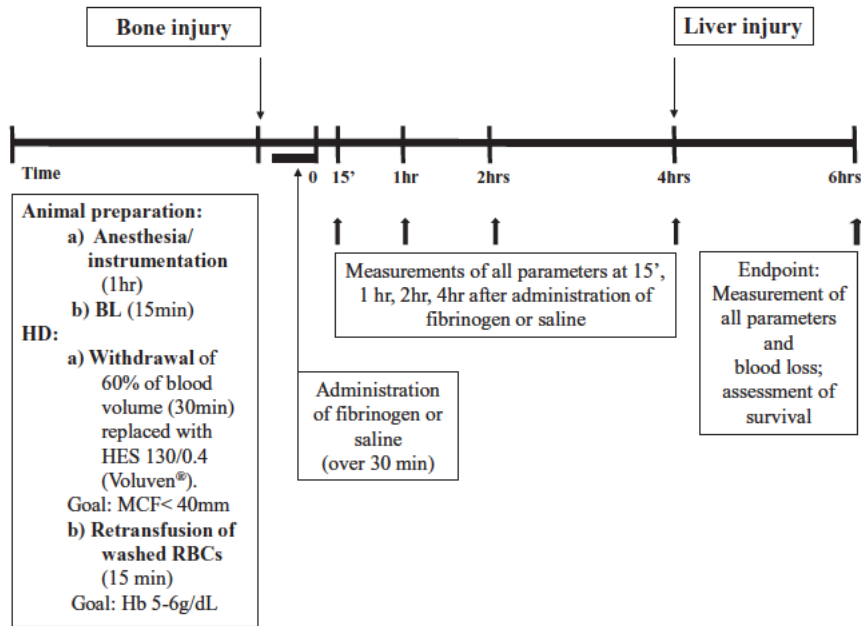 Bone injury
Liver injury
Time
0
15’
1hr
2hrs
4hrs
6hrs
Animal preparation:
a) Anesthesia/
instrumentation
(1hr)
b) BL (15min)
HD:
a) Withdrawal of
60% of blood
volume (30min)
replaced with
HES 130/0.4
(Voluven®).
Goal: MCF< 40mm
b) Retransfusion of
washed RBCs
(15 min)
Goal: Hb 5-6g/dL
Administration
of fibrinogen or
saline
(over 30 min)
Measurements of all parameters at 15’,
1 hr, 2hr, 4hr after administration of
fibrinogen or saline
Endpoint:
Measurement of
all parameters
and
blood loss;
assessment of
survival